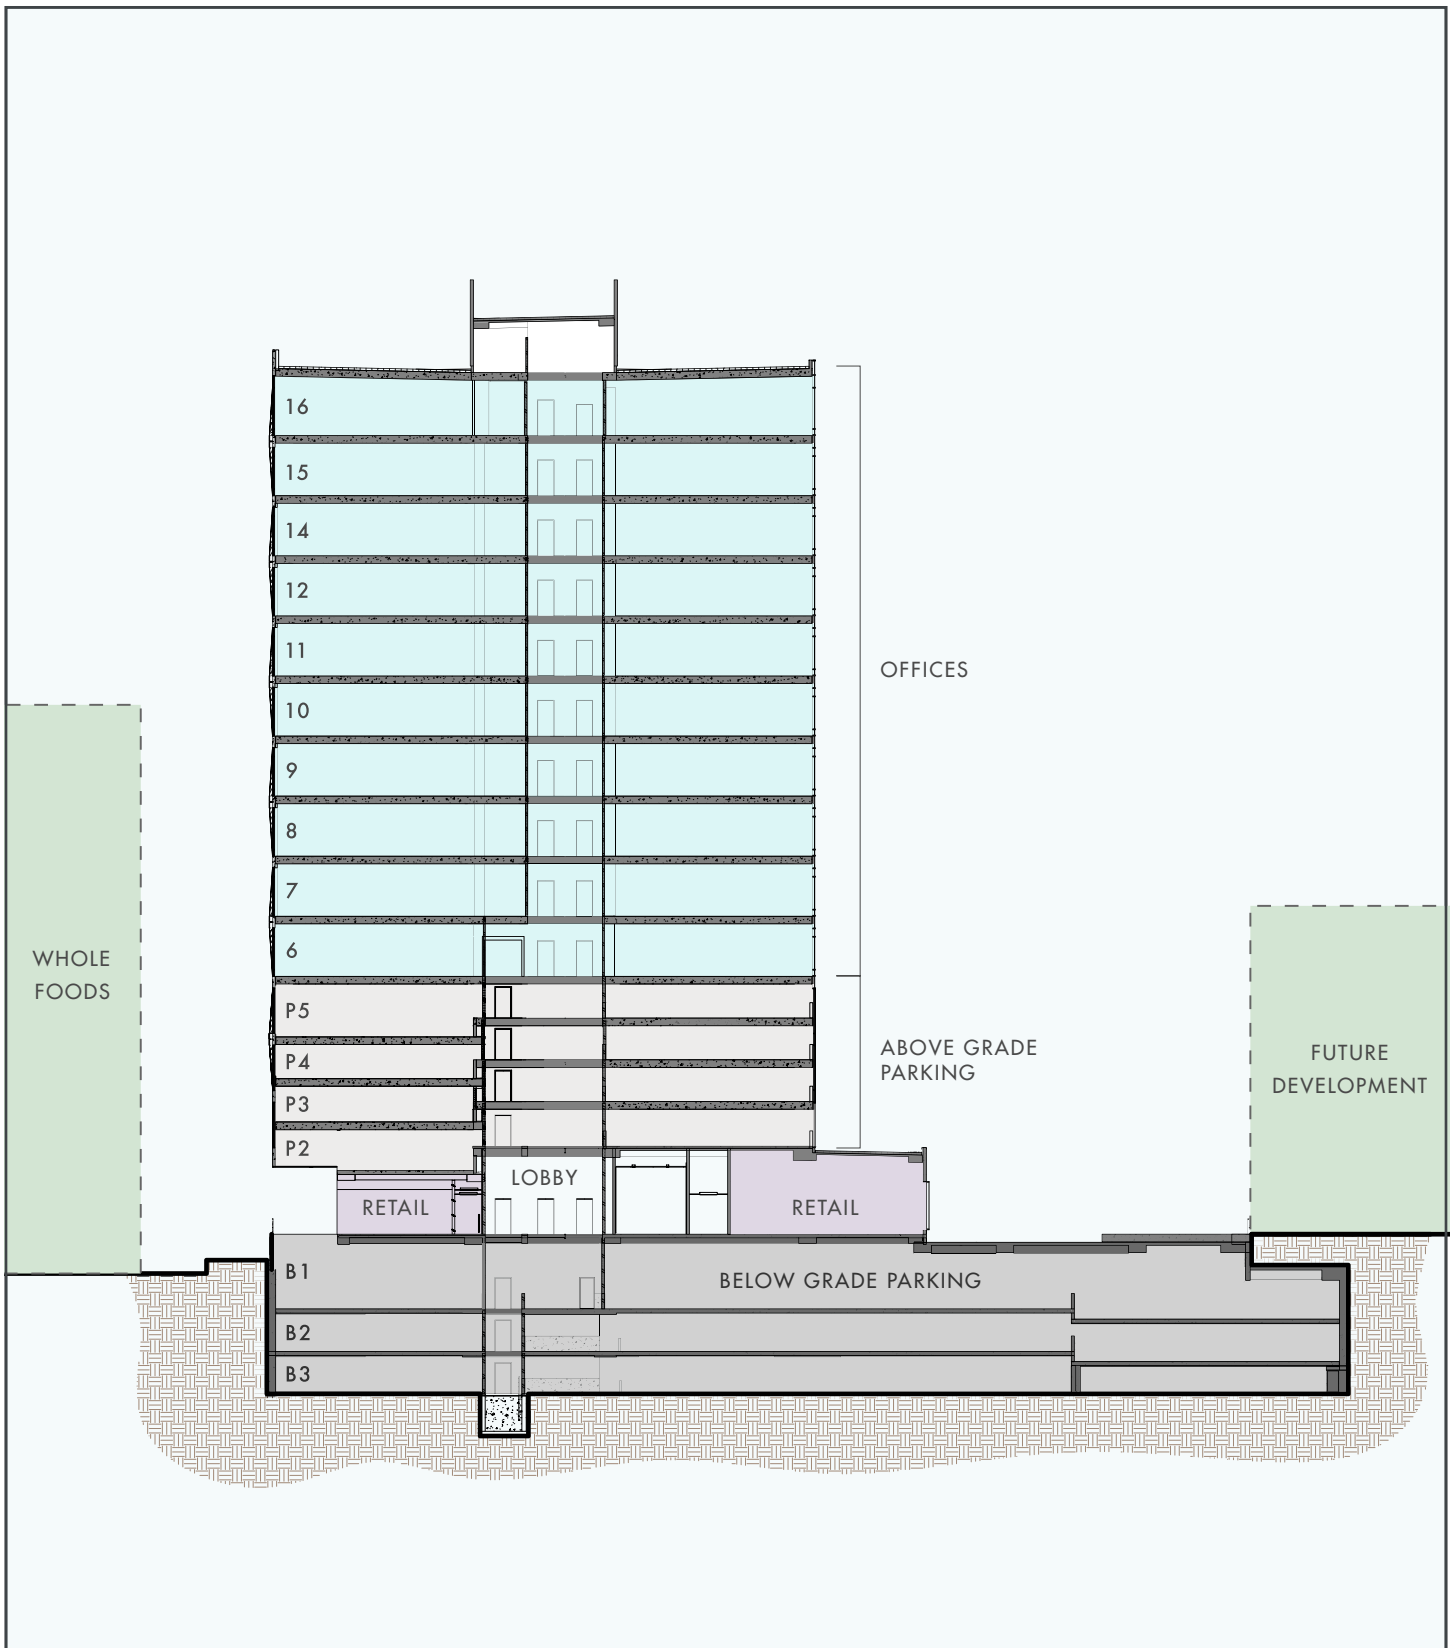 16
15
14
12
11
10
OFFICES
9
8
7
6
WHOLE
FOODS
P5
P4
P3
P2
ABOVE GRADE
PARKING
FUTURE
DEVELOPMENT
LOBBY
RETAIL
RETAIL
B1
BELOW GRADE PARKING
B2
B3